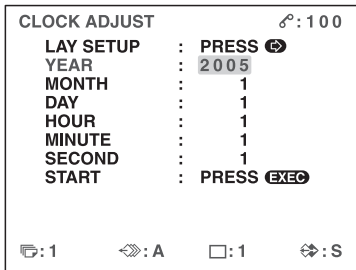 CLOCK ADJUST :100
LAY SETUP : PRESS
YEAR : 2005
MONTH : 1
DAY : 1
HOUR : 1
MINUTE : 1
SECOND : 1
START : PRESS EXEC
:1 :A :1 :S